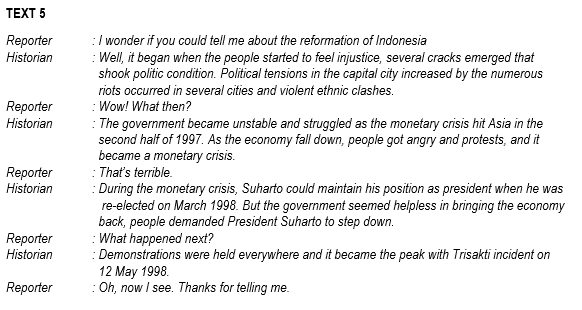 TEXT 5
Reporter : I wonder if you could tell me about the reformation of Indonesia
Historian : Well, it began when the people started to feel injustice, several cracks emerged that
shook politic condition. Political tensions in the capital city increased by the numerous
riots occurred in several cities and violent ethnic clashes.
Reporter : Wow! What then?
Historian : The government became unstable and struggled as the monetary crisis hit Asia in the
second half of 1997. As the economy fall down, people got angry and protests, and it
became a monetary crisis.
Reporter : That's terrible.
Historian : During the monetary crisis, Suharto could maintain his position as president when he was
re-elected on March 1998. But the government seemed helpless in bringing the economy
back, people demanded President Suharto to step down.
Reporter : What happened next?
Historian : Demonstrations were held everywhere and it became the peak with Trisakti incident on
12 May 1998.
Reporter : Oh, now I see. Thanks for telling me.